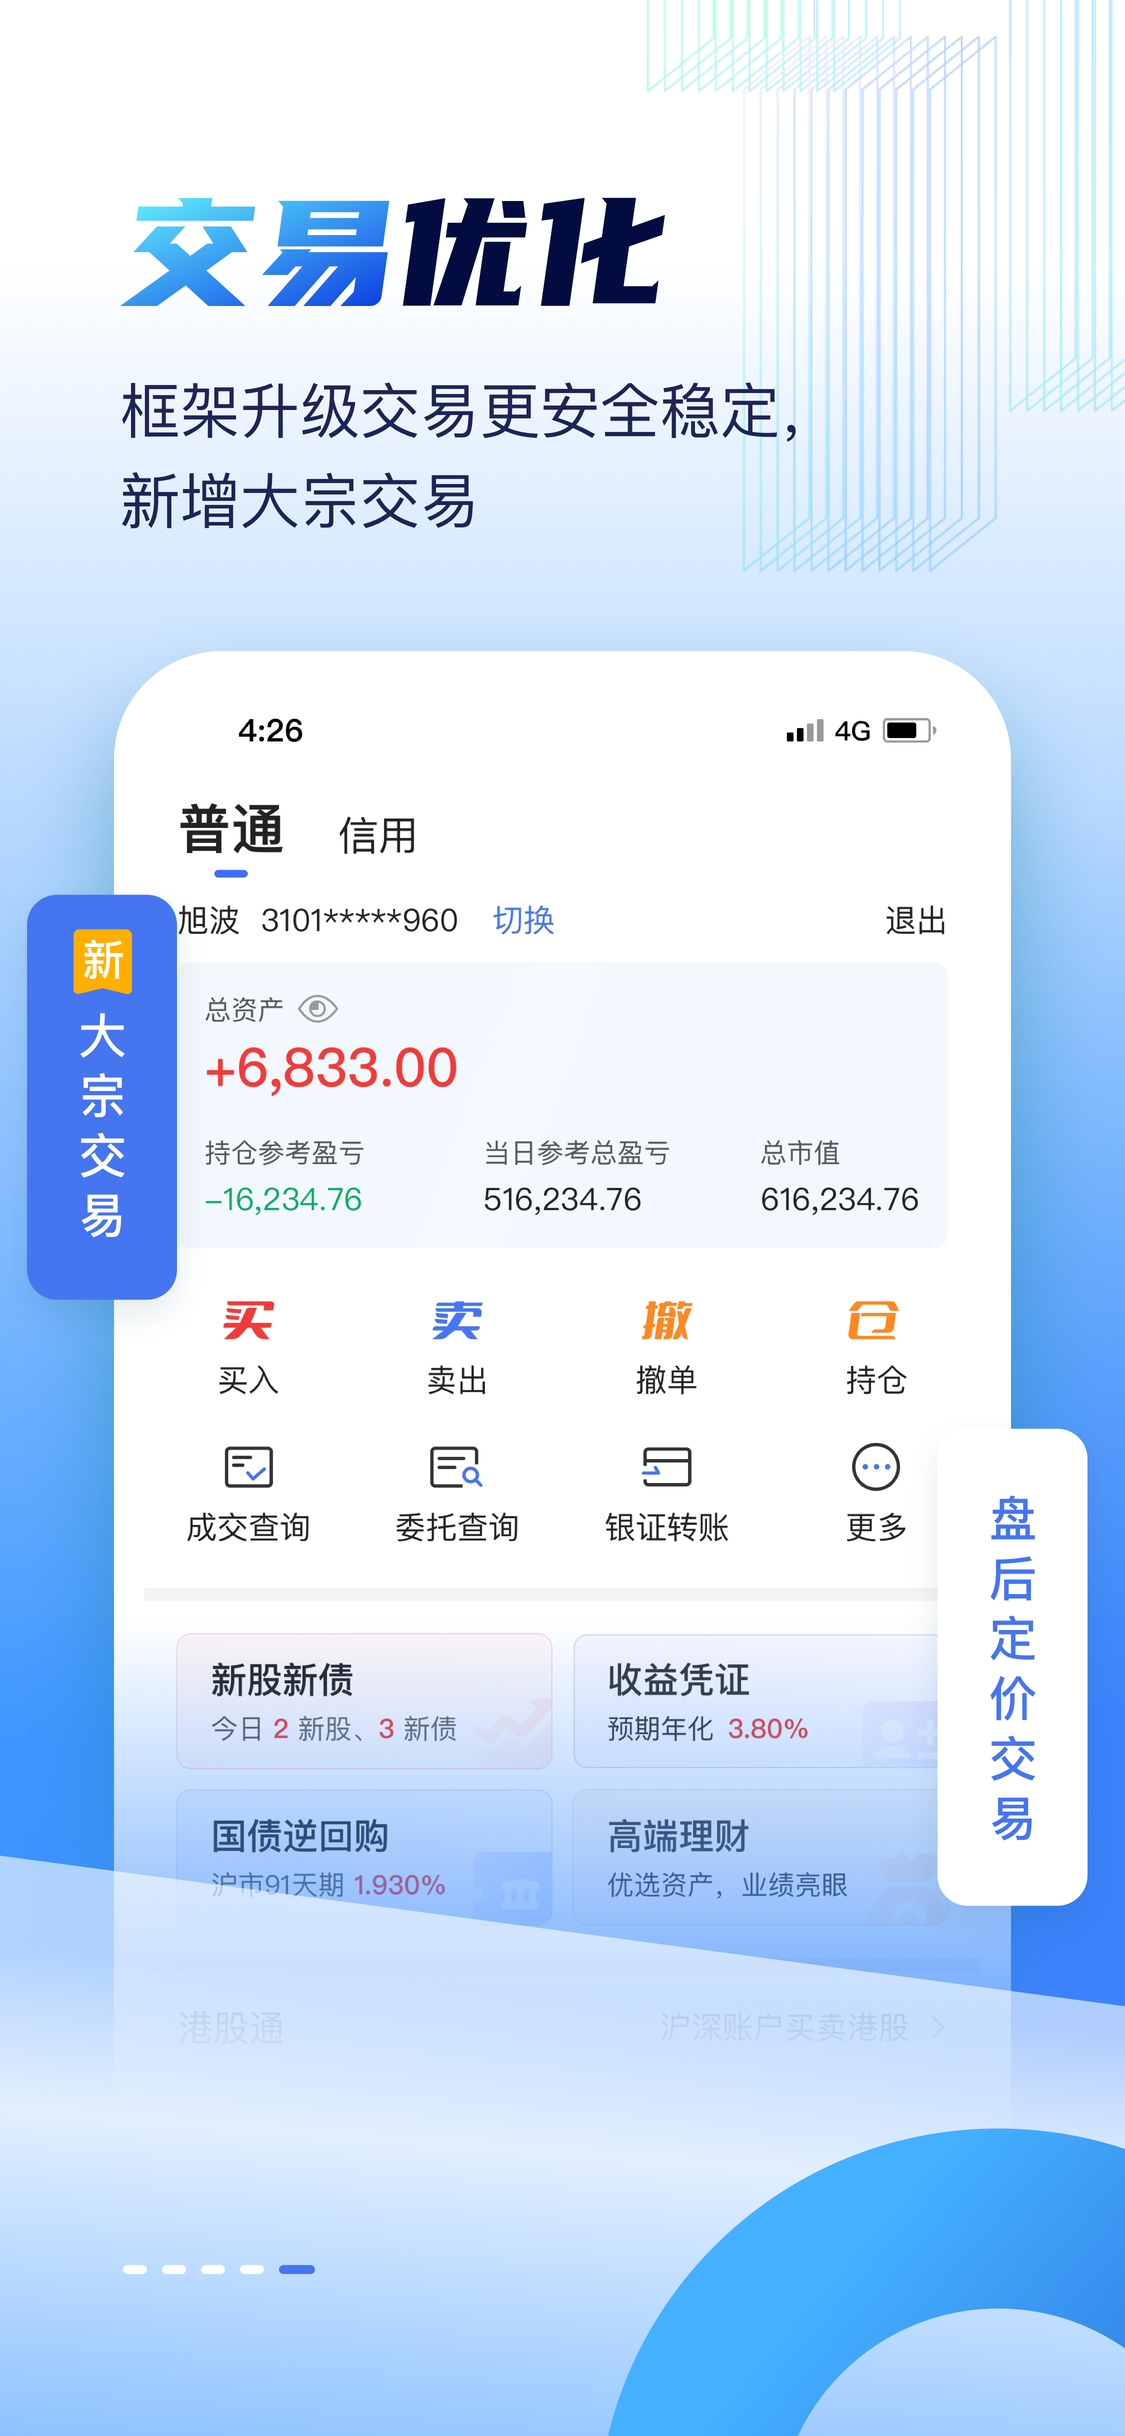 交易优化
框架升级交易更安全稳定，
新增大宗交易
4:26
4G
普通 信用
旭波 3101*****960 切换 退出
新
大宗交易
总资产
+6,833.00
持仓参考盈亏 当日参考总盈亏 总市值
-16,234.76 516,234.76 616,234.76
买 卖 撤 仓
买入 卖出 撤单 持仓
成交查询 委托查询 银证转账 更多
盘后定价交易
新股新债 收益凭证
今日 2 新股、3 新债 预期年化 3.80%
国债逆回购 高端理财
沪市91天期 1.930% 优选资产，业绩亮眼
港股通 沪深账户买卖港股 >